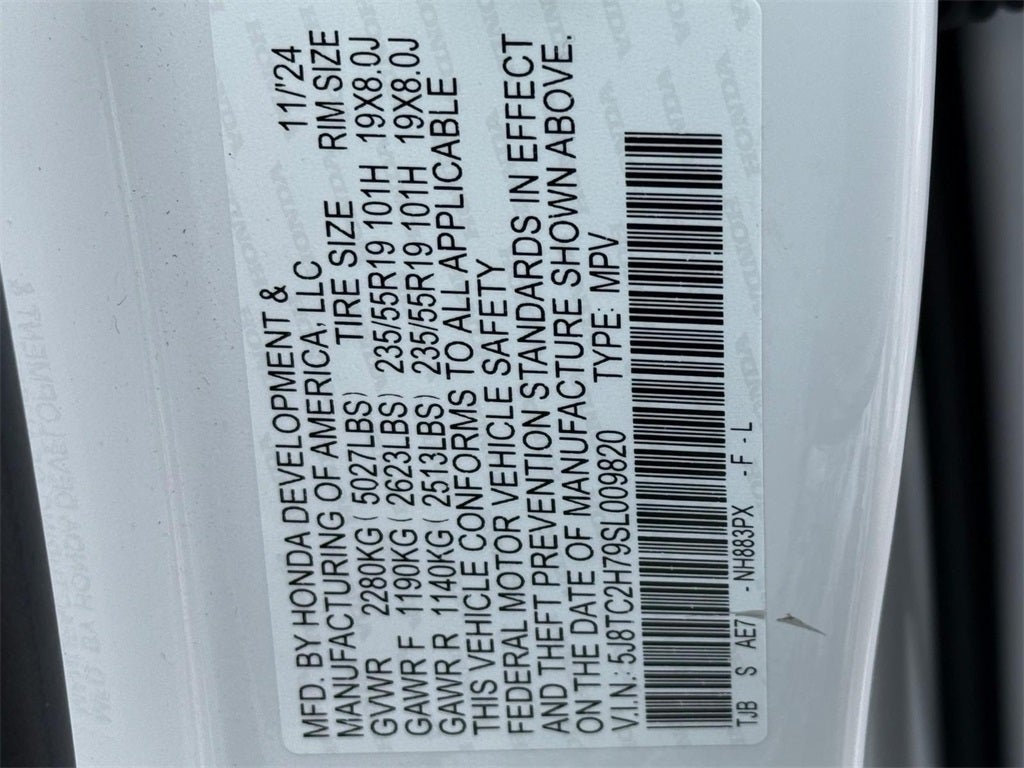 MFD. BY HONDA DEVELOPMENT & 11/"24
MANUFACTURING OF AMERICA, LLC
TIRE SIZE RIM SIZE
GVWR 2280KG ( 5027LBS)
GAWR F 1190KG ( 2623LBS) 235/55R19 101H 19X8.0J
GAWR R 1140KG ( 2513LBS) 235/55R19 101H 19X8.0J
THIS VEHICLE CONFORMS TO ALL APPLICABLE
FEDERAL MOTOR VEHICLE SAFETY
AND THEFT PREVENTION STANDARDS IN EFFECT
ON THE DATE OF MANUFACTURE SHOWN ABOVE.
V.I.N.: 5J8TC2H79SL009820 TYPE: MPV
TJB S AE7 - NH883PX - F - L